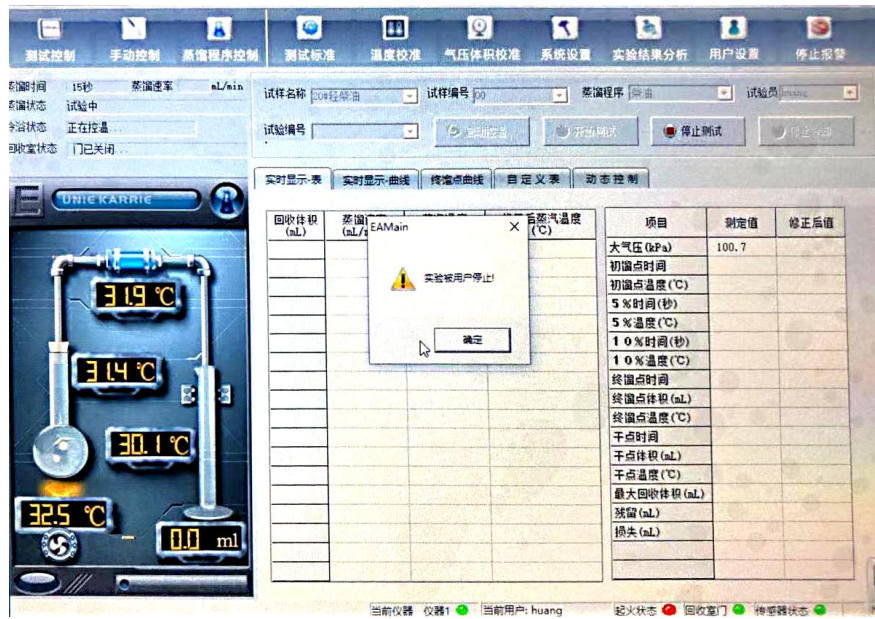 测试控制 手动控制 蒸馏程序控制 测试标准 温度校准 气压体积校准 系统设置 实验结果分析 用户设置 停止报警
蒸馏时间 15秒 蒸馏速率 mL/min
蒸馏状态 试验中
冷浴状态 正在控温...
回收室状态 门已关闭...
试样名称 20#轻柴油 试样编号 00 蒸馏程序 柴油 试验员 huang
试验编号 停止测试
实时显示-表 实时显示-曲线 终馏点曲线 自定义表 动态控制
UNIE KARRIE
31.9 ℃
31.4 ℃
30.1 ℃
32.5 ℃
0.0 ml
回收体积
(mL)
(℃)
EAMain
实验被用户停止!
确定
项目 测定值 修正后值
大气压(kPa) 100.7
初馏点时间
初馏点温度(℃)
5%时间(秒)
5%温度(℃)
10%时间(秒)
10%温度(℃)
终馏点时间
终馏点体积(mL)
终馏点温度(℃)
干点时间
干点体积(mL)
干点温度(℃)
最大回收体积(mL)
残留(mL)
损失(mL)
当前仪器 仪器1 当前用户: huang 起火状态 回收室门 传感器状态